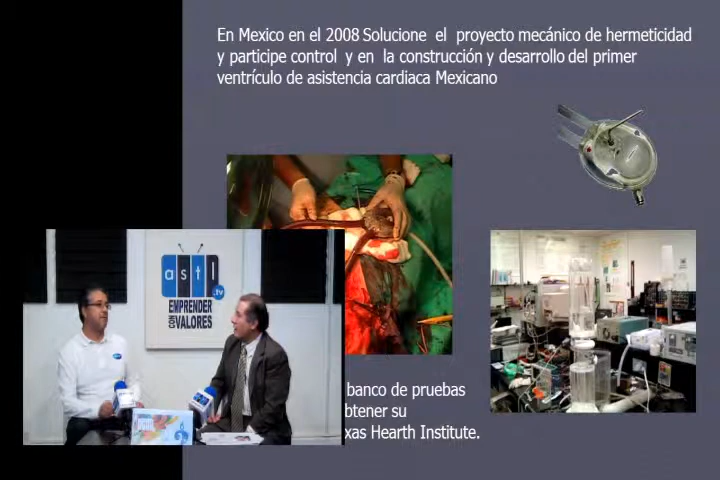 En Mexico en el 2008 Solucione el proyecto mecánico de hermeticidad
y participe control y en la construcción y desarrollo del primer
ventrículo de asistencia cardiaca Mexicano
astl
.tv
EMPRENDER
CON VALORES
banco de pruebas
btener su
xas Hearth Institute.